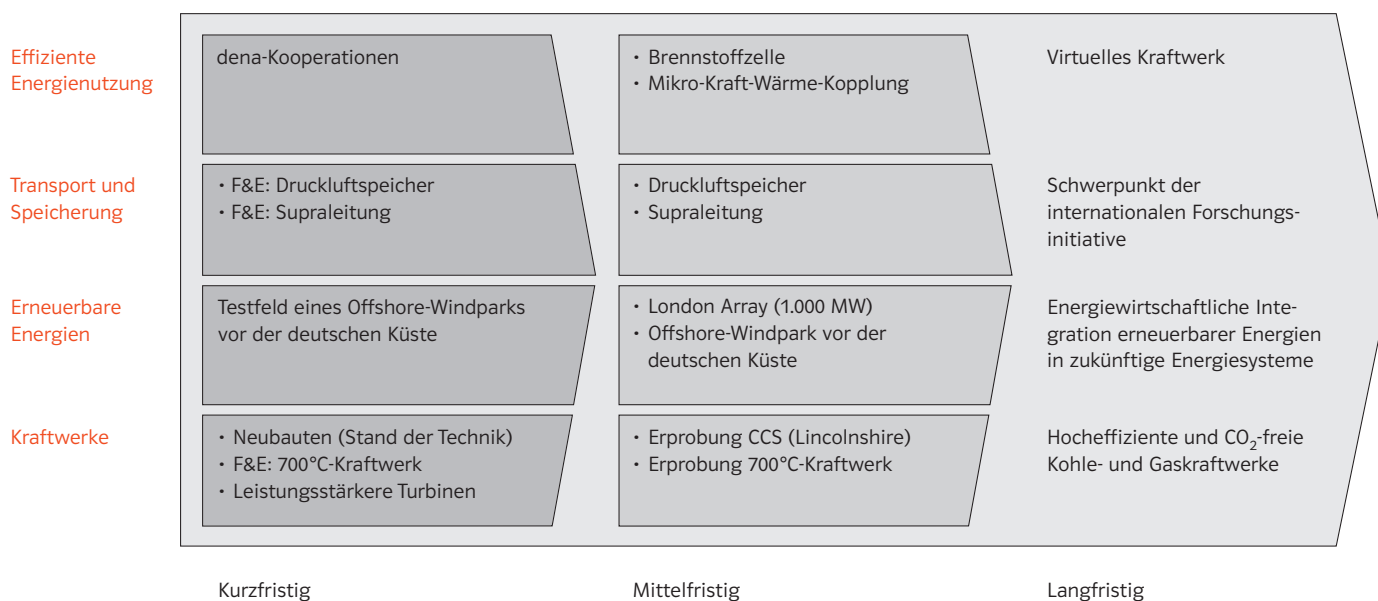 Effiziente
Energienutzung
dena-Kooperationen
· Brennstoffzelle
· Mikro-Kraft-Wärme-Kopplung
Virtuelles Kraftwerk
Transport und
Speicherung
· F&E: Druckluftspeicher
· F&E: Supraleitung
· Druckluftspeicher
· Supraleitung
Schwerpunkt der
internationalen Forschungs-
initiative
Erneuerbare
Energien
Testfeld eines Offshore-Windparks
vor der deutschen Küste
· London Array (1.000 MW)
· Offshore-Windpark vor der
deutschen Küste
Energiewirtschaftliche Inte-
gration erneuerbarer Energien
in zukünftige Energiesysteme
Kraftwerke
· Neubauten (Stand der Technik)
· F&E: 700°C-Kraftwerk
· Leistungsstärkere Turbinen
· Erprobung CCS (Lincolnshire)
· Erprobung 700°C-Kraftwerk
Hocheffiziente und CO₂-freie
Kohle- und Gaskraftwerke
Kurzfristig
Mittelfristig
Langfristig